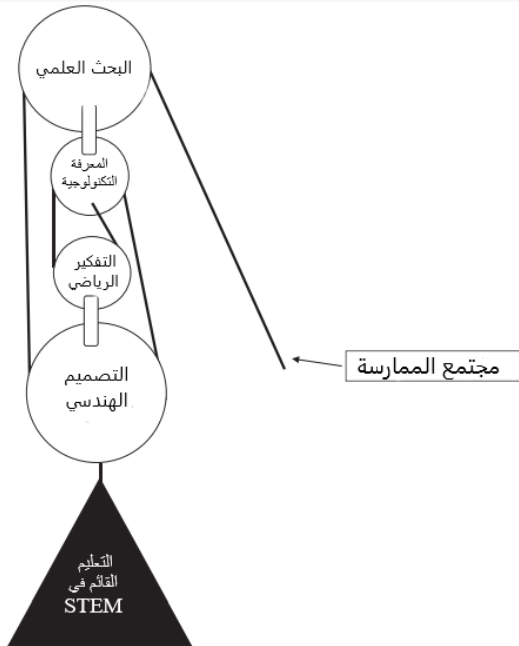 البحث العلمي
المعرفة
التكنولوجية
التفكير
الرياضي
مجتمع الممارسة
التصميم
الهندسي
التعليم
القائم في
STEM